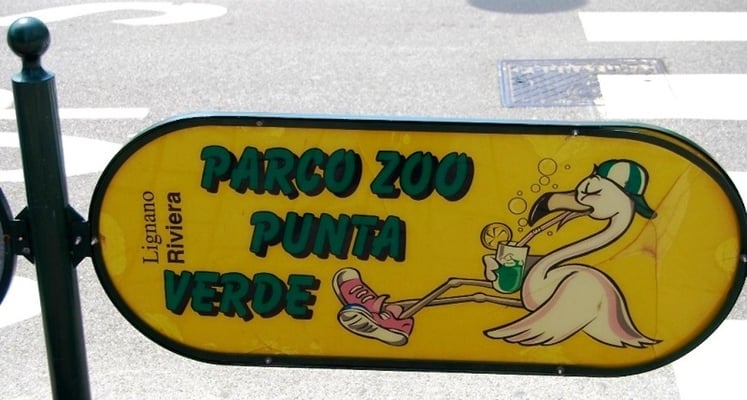 Lignano
Riviera
PARCO ZOO
PUNTA
VERDE